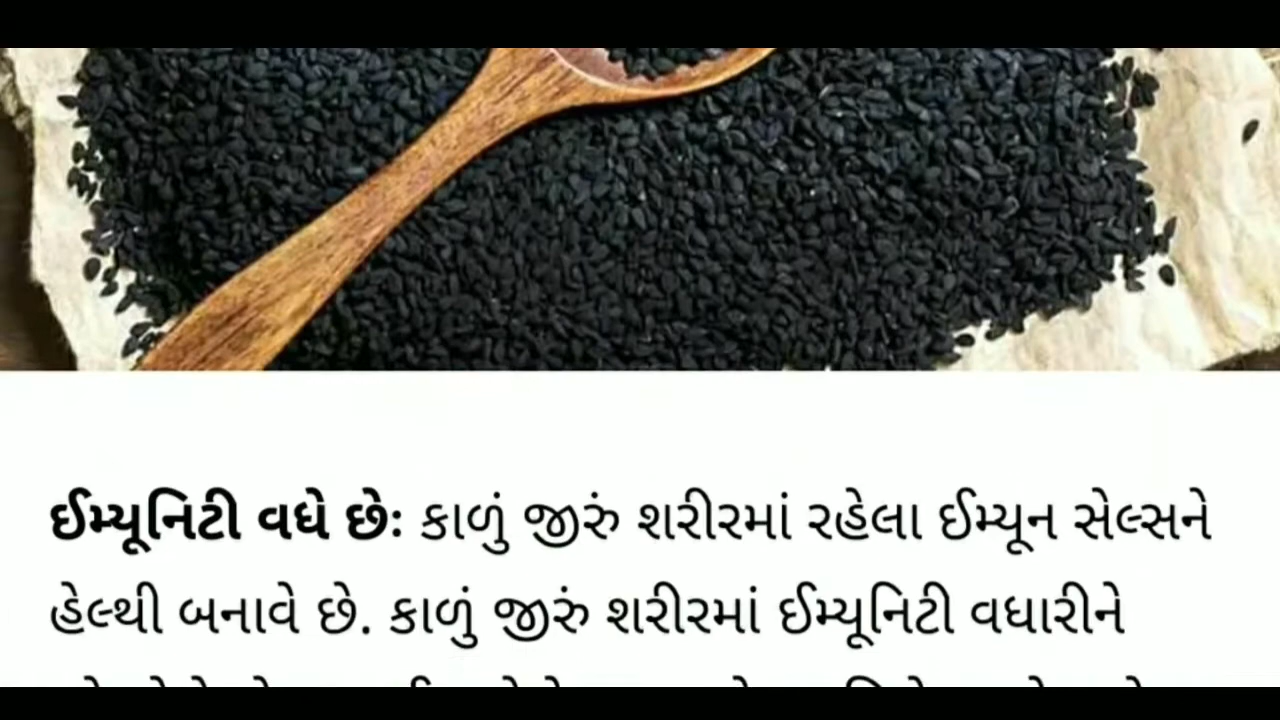 ઈમ્યૂનિટી વધે છેઃ કાળું જીરું શરીરમાં રહેલા ઈમ્યૂન સેલ્સને
હેલ્થી બનાવે છે. કાળું જીરું શરીરમાં ઈમ્યૂનિટી વધારીને